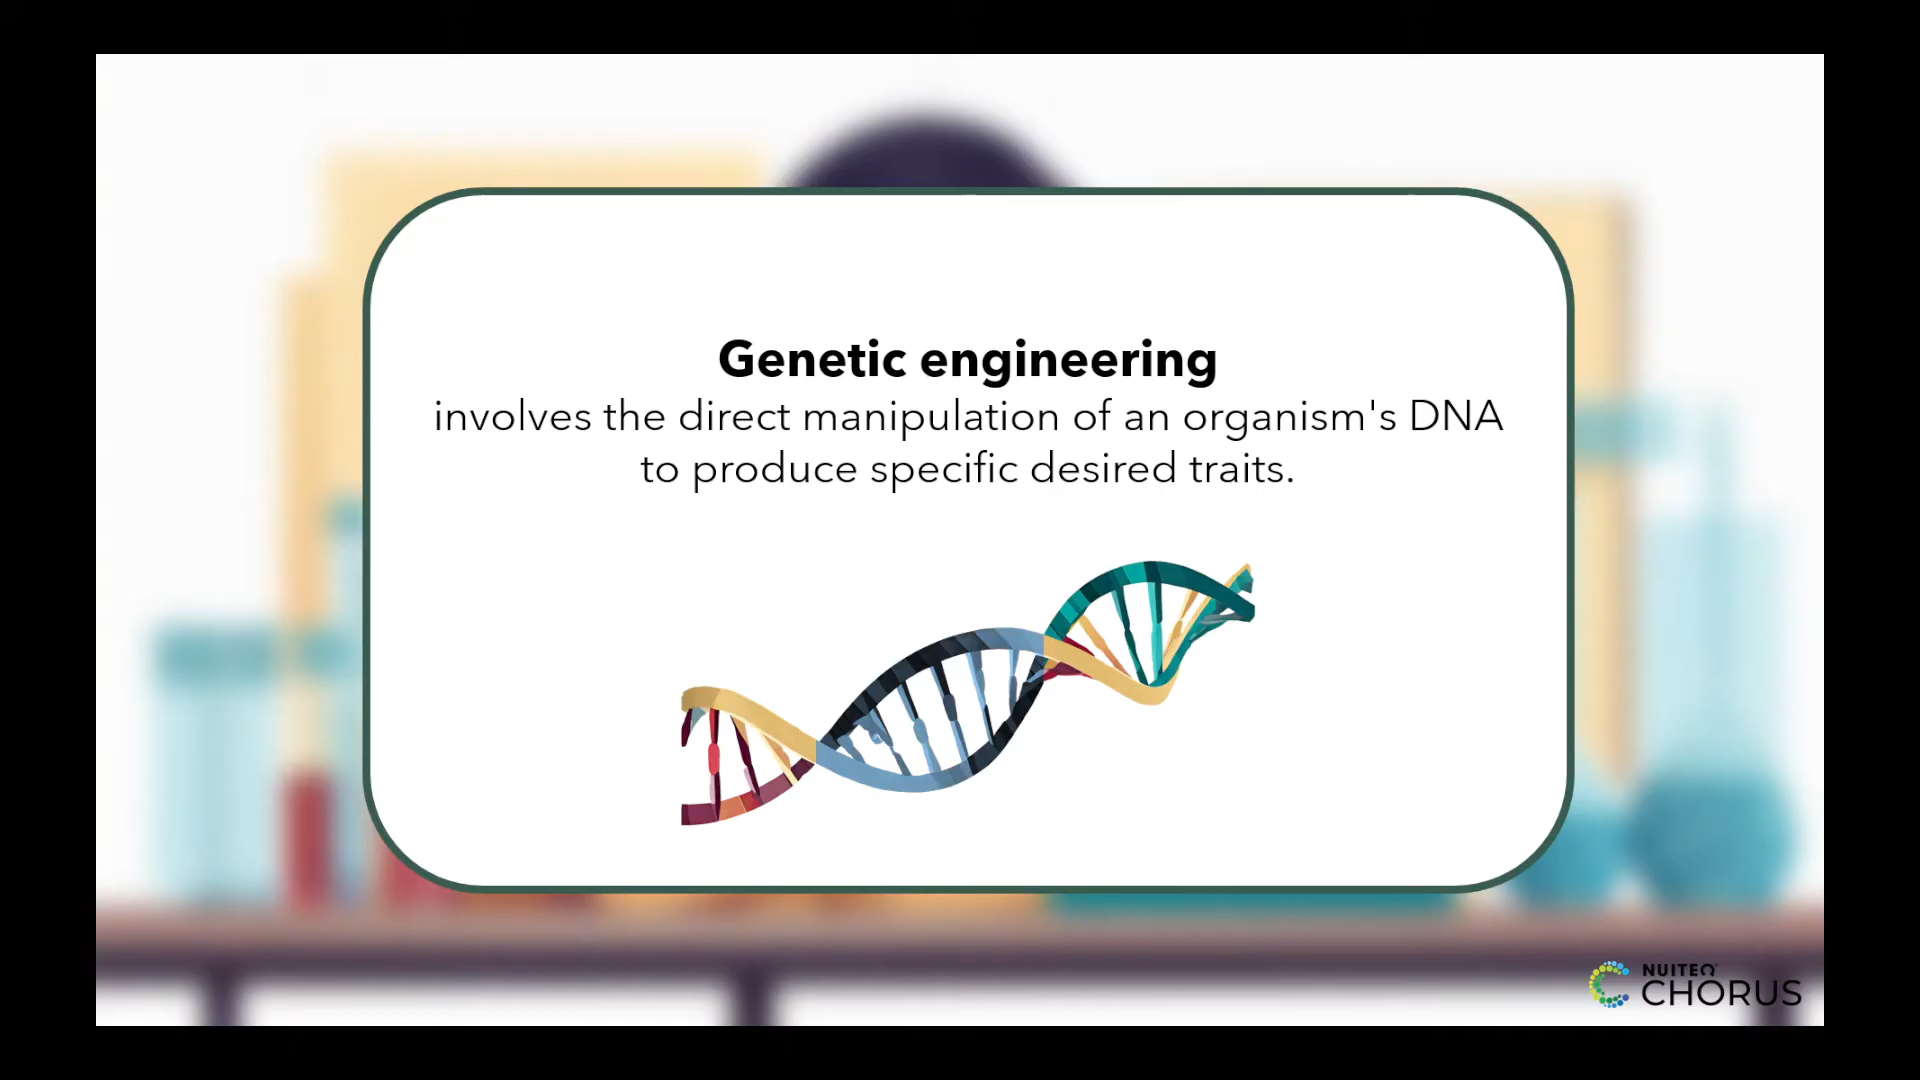 Genetic engineering
involves the direct manipulation of an organism's DNA
to produce specific desired traits.
NUITEQ
CHORUS